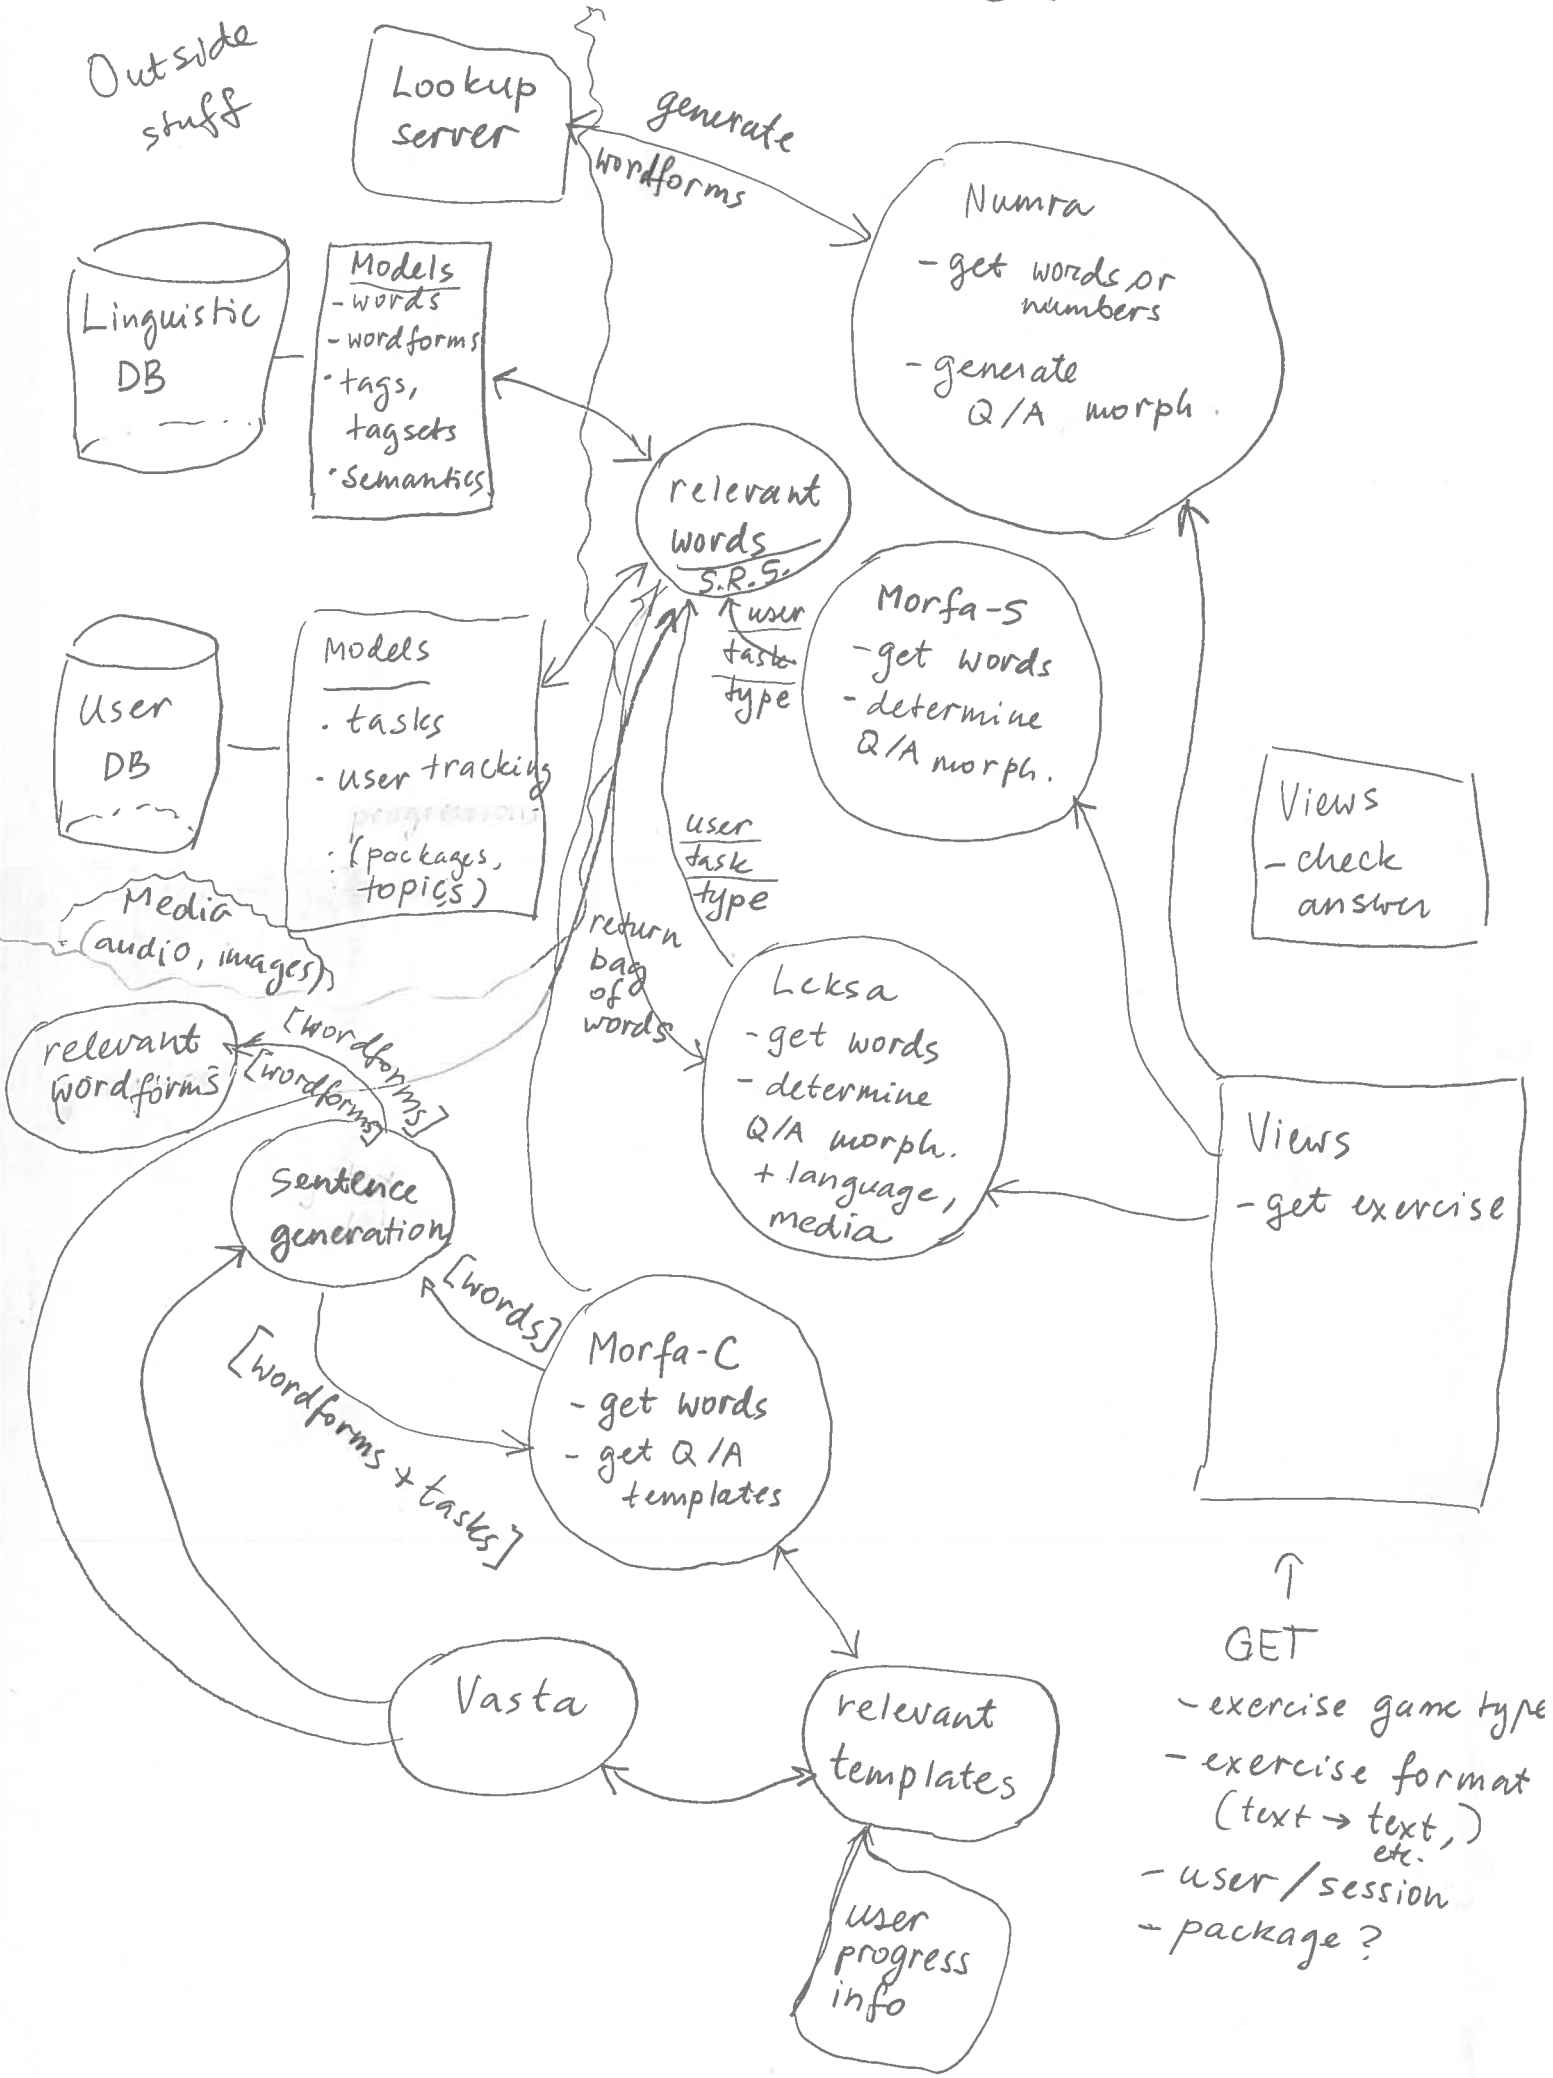 Outside
stuff
Lookup
server
generate
wordforms
Numra
- get words or
numbers
- generate
Q/A morph.
Linguistic
DB
Models
- words
- wordforms
· tags,
tagsets
· semantics
relevant
words
S.R.S.
user
task
type
Morfa-S
- get words
- determine
Q/A morph.
User
DB
Models
· tasks
· user tracking
progressions
· (packages,
topics)
Media
(audio, images)
user
task
type
Views
- check
answer
return
bag
of
words
Leksa
- get words
- determine
Q/A morph.
+ language,
media
relevant
wordforms
[wordforms]
[wordforms]
sentence
generation
Views
- get exercise
[words]
[wordforms + tasks]
Morfa-C
- get words
- get Q/A
templates
Vasta
relevant
templates
user
progress
info
↑
GET
- exercise game type
- exercise format
(text → text,)
etc.
- user/session
- package?